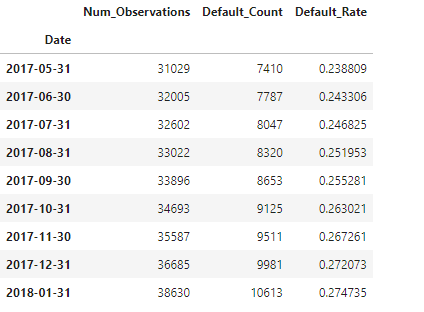 Num_Observations Default_Count Default_Rate
Date
2017-05-31 31029 7410 0.238809
2017-06-30 32005 7787 0.243306
2017-07-31 32602 8047 0.246825
2017-08-31 33022 8320 0.251953
2017-09-30 33896 8653 0.255281
2017-10-31 34693 9125 0.263021
2017-11-30 35587 9511 0.267261
2017-12-31 36685 9981 0.272073
2018-01-31 38630 10613 0.274735